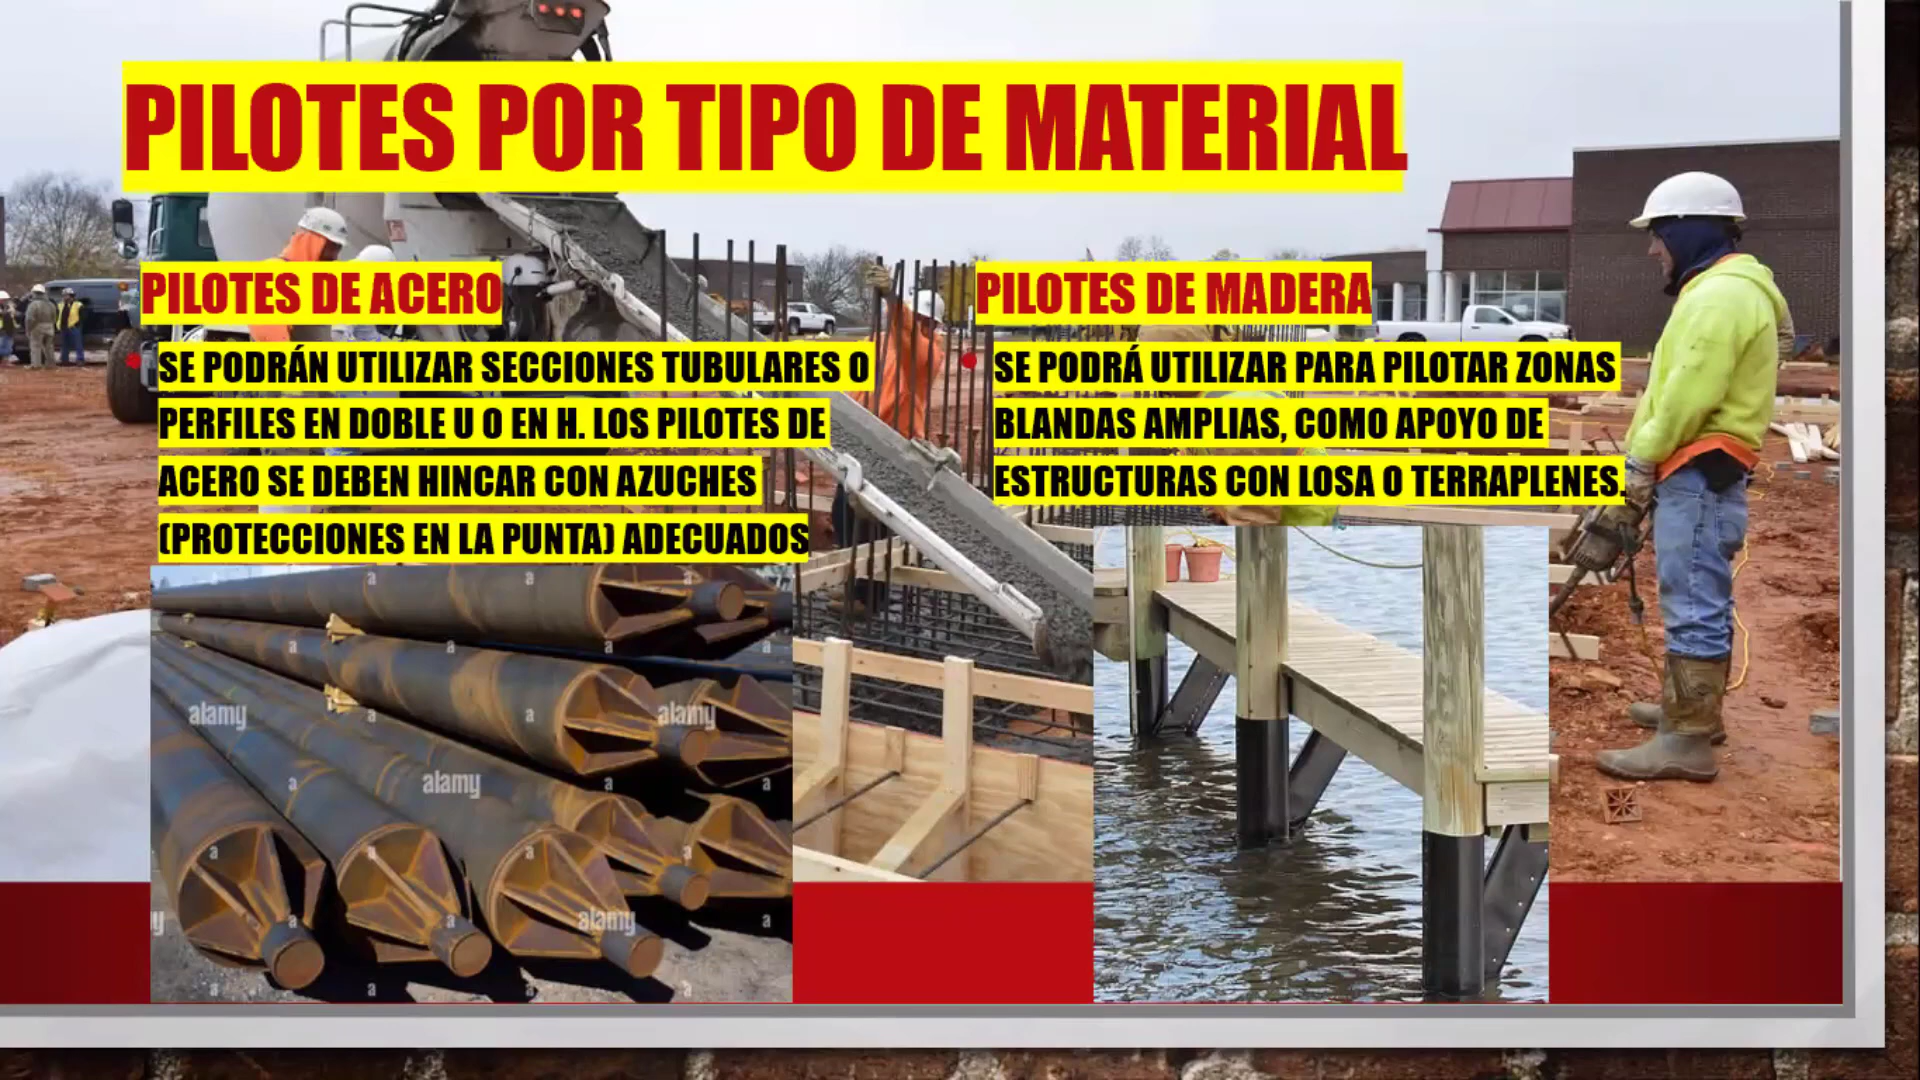 PILOTES POR TIPO DE MATERIAL
PILOTES DE ACERO
SE PODRÁN UTILIZAR SECCIONES TUBULARES O
PERFILES EN DOBLE U O EN H. LOS PILOTES DE
ACERO SE DEBEN HINCAR CON AZUCHES
(PROTECCIONES EN LA PUNTA) ADECUADOS
PILOTES DE MADERA
SE PODRÁ UTILIZAR PARA PILOTAR ZONAS
BLANDAS AMPLIAS, COMO APOYO DE
ESTRUCTURAS CON LOSA O TERRAPLENES.
alamy
alamy
alamy
alamy